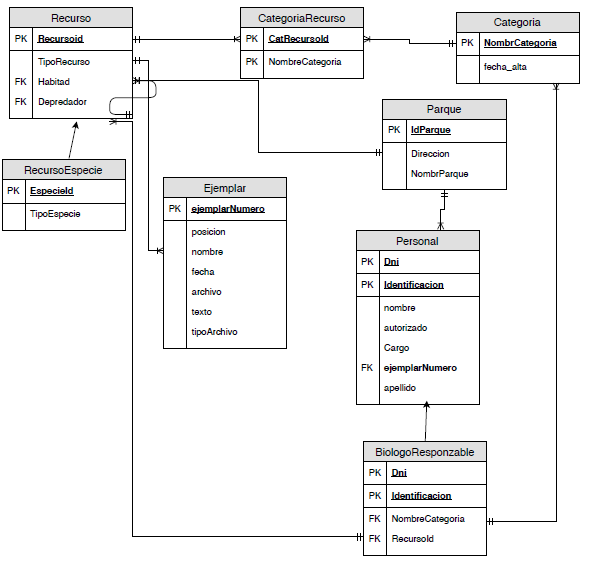 Recurso
PK Recursoid
TipoRecurso
FK Habitad
FK Depredador
CategoriaRecurso
PK CatRecursoId
PK NombreCategoria
Categoria
PK NombrCategoria
fecha_alta
Parque
PK IdParque
Direccion
NombrParque
RecursoEspecie
PK EspecieId
TipoEspecie
Ejemplar
PK ejemplarNumero
posicion
nombre
fecha
archivo
texto
tipoArchivo
Personal
PK Dni
PK Identificacion
nombre
autorizado
Cargo
FK ejemplarNumero
apellido
BiologoResponzable
PK Dni
PK Identificacion
FK NombreCategoria
FK RecursoId